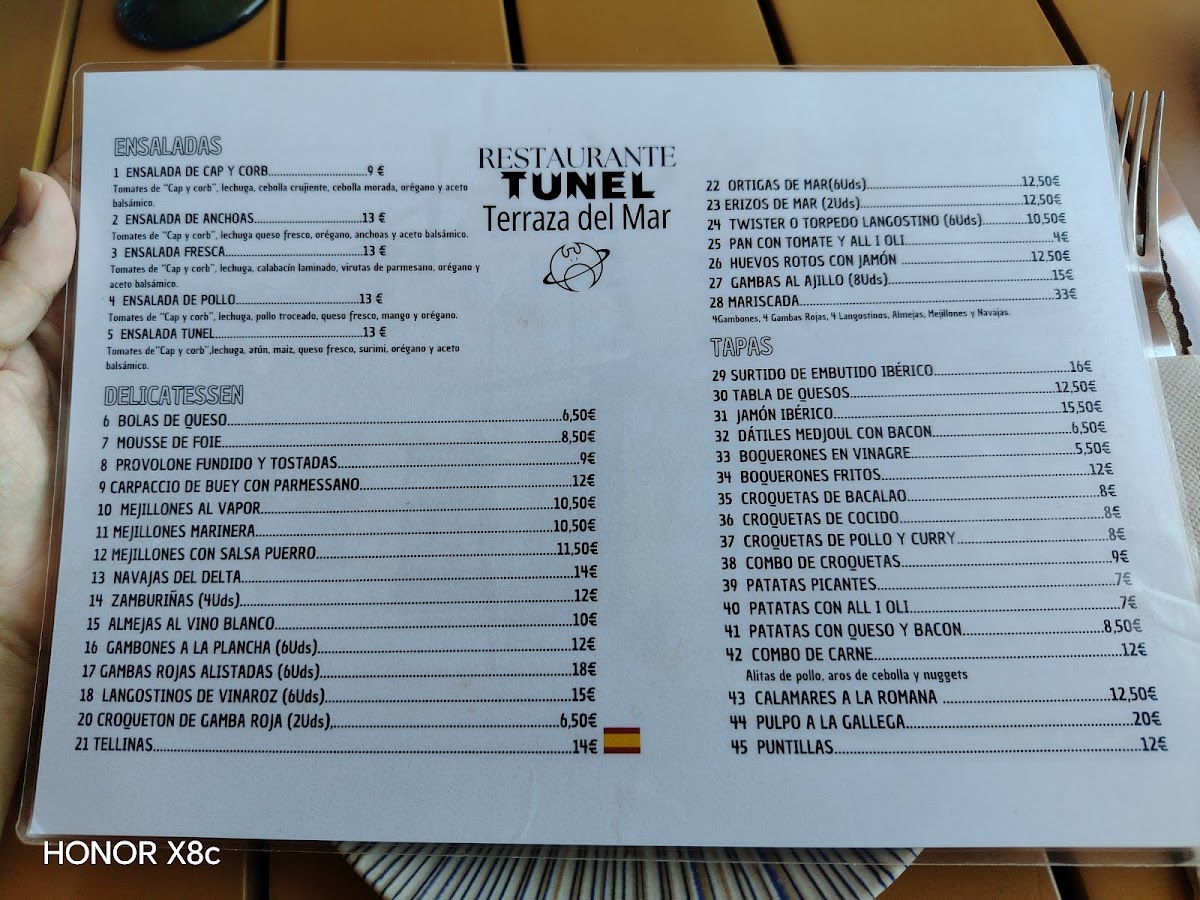 ENSALADAS
1 ENSALADA DE CAP Y CORB....................9 €
Tomates de "Cap y corb", lechuga, cebolla crujiente, cebolla morada, orégano y aceto
balsámico.
2 ENSALADA DE ANCHOAS....................13 €
Tomates de "Cap y corb", lechuga queso fresco, orégano, anchoas y aceto balsámico.
3 ENSALADA FRESCA....................13 €
Tomates de "Cap y corb", lechuga, calabacín laminado, virutas de parmesano, orégano y
aceto balsámico.
4 ENSALADA DE POLLO....................13 €
Tomates de "Cap y corb", lechuga, pollo troceado, queso fresco, mango y orégano.
5 ENSALADA TUNEL....................13 €
Tomates de"Cap y corb",lechuga, atún, maiz, queso fresco, surimi, orégano y aceto
balsámico.
DELICATESSEN
6 BOLAS DE QUESO....................6,50€
7 MOUSSE DE FOIE....................8,50€
8 PROVOLONE FUNDIDO Y TOSTADAS....................9€
9 CARPACCIO DE BUEY CON PARMESSANO....................12€
10 MEJILLONES AL VAPOR....................10,50€
11 MEJILLONES MARINERA....................10,50€
12 MEJILLONES CON SALSA PUERRO....................11,50€
13 NAVAJAS DEL DELTA....................14€
14 ZAMBURIÑAS (4Uds)....................12€
15 ALMEJAS AL VINO BLANCO....................10€
16 GAMBONES A LA PLANCHA (6Uds)....................12€
17 GAMBAS ROJAS ALISTADAS (6Uds)....................18€
18 LANGOSTINOS DE VINAROZ (6Uds)....................15€
20 CROQUETON DE GAMBA ROJA (2Uds),....................6,50€
21 TELLINAS....................14€
RESTAURANTE
TUNEL
Terraza del Mar
22 ORTIGAS DE MAR(6Uds)....................12,50€
23 ERIZOS DE MAR (2Uds)....................12,50€
24 TWISTER O TORPEDO LANGOSTINO (6Uds)....................10,50€
25 PAN CON TOMATE Y ALL I OLI....................4€
26 HUEVOS ROTOS CON JAMÓN ....................12,50€
27 GAMBAS AL AJILLO (8Uds)....................15€
28 MARISCADA....................33€
4Gambones, 4 Gambas Rojas, 4 Langostinos, Almejas, Mejillones y Navajas.
TAPAS
29 SURTIDO DE EMBUTIDO IBÉRICO....................16€
30 TABLA DE QUESOS....................12,50€
31 JAMÓN IBÉRICO....................15,50€
32 DÁTILES MEDJOUL CON BACON....................6,50€
33 BOQUERONES EN VINAGRE....................5,50€
34 BOQUERONES FRITOS....................12€
35 CROQUETAS DE BACALAO....................8€
36 CROQUETAS DE COCIDO....................8€
37 CROQUETAS DE POLLO Y CURRY....................8€
38 COMBO DE CROQUETAS....................9€
39 PATATAS PICANTES....................7€
40 PATATAS CON ALL I OLI....................7€
41 PATATAS CON QUESO Y BACON....................8,50€
42 COMBO DE CARNE....................12€
Alitas de pollo, aros de cebolla y nuggets
43 CALAMARES A LA ROMANA ....................12,50€
44 PULPO A LA GALLEGA....................20€
45 PUNTILLAS....................12€
HONOR X8c